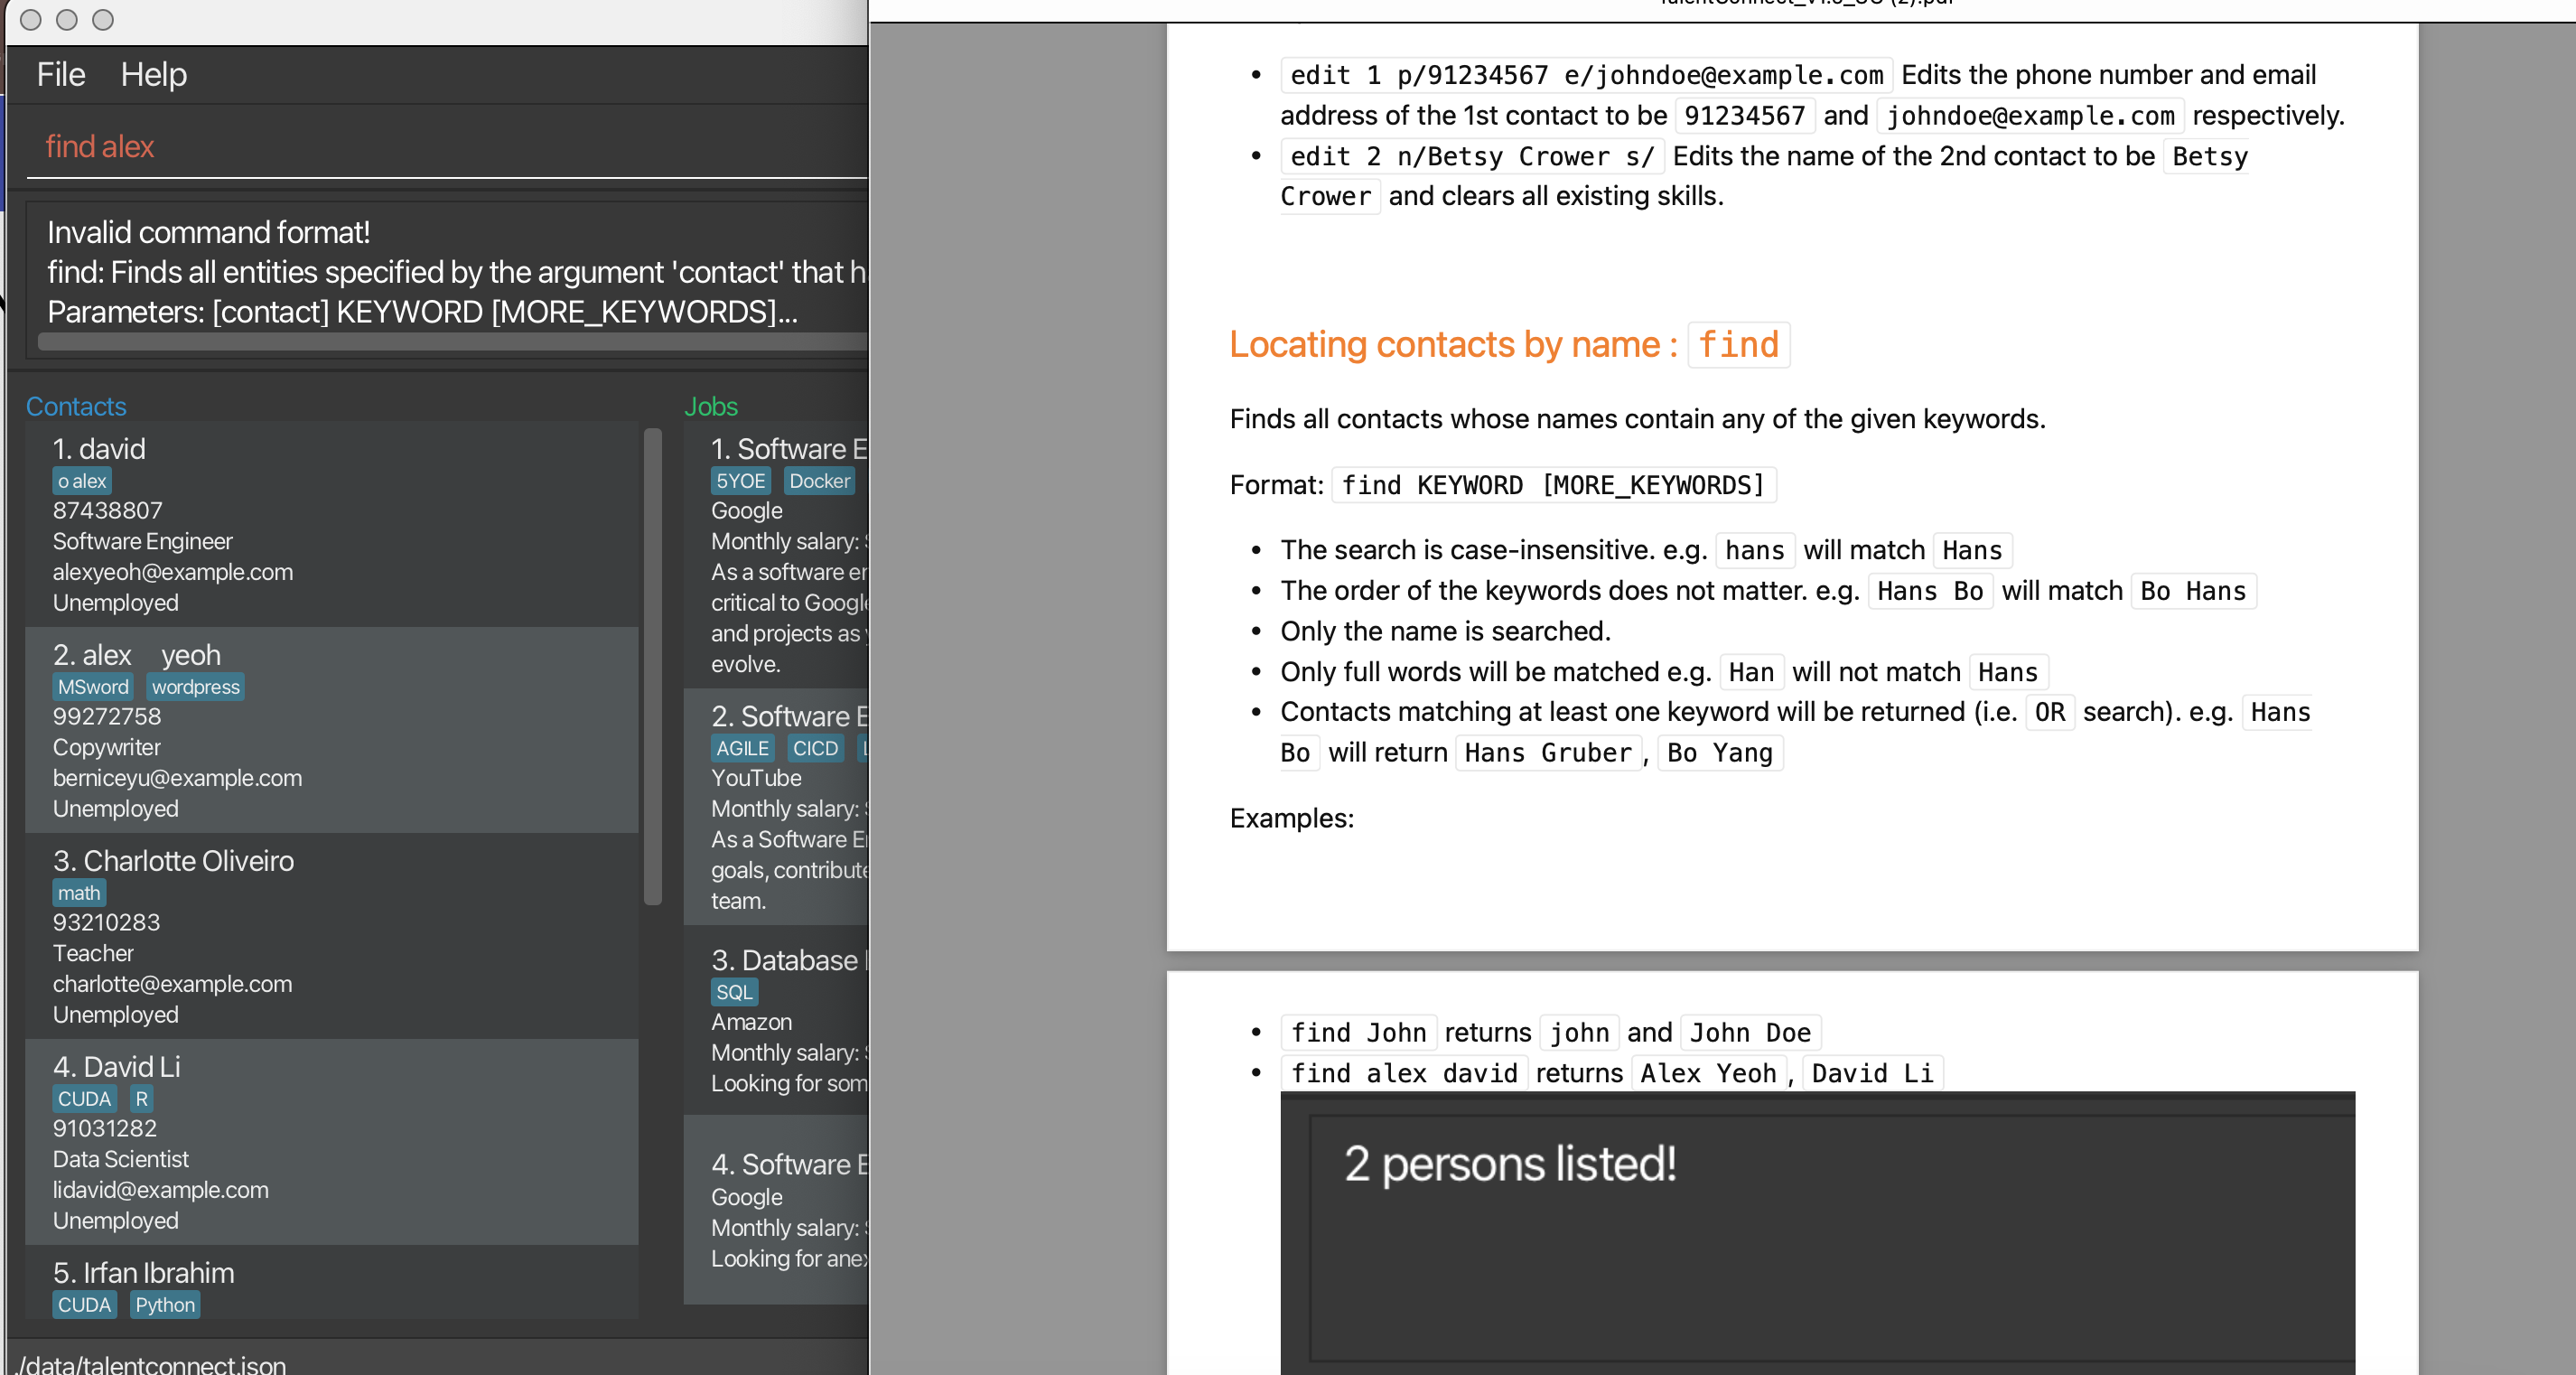 File Help
find alex
Invalid command format!
find: Finds all entities specified by the argument 'contact' that h
Parameters: [contact] KEYWORD [MORE_KEYWORDS]...
Contacts
1. david
o alex
87438807
Software Engineer
alexyeoh@example.com
Unemployed
2. alex yeoh
MSword wordpress
99272758
Copywriter
berniceyu@example.com
Unemployed
3. Charlotte Oliveiro
math
93210283
Teacher
charlotte@example.com
Unemployed
4. David Li
CUDA R
91031282
Data Scientist
lidavid@example.com
Unemployed
5. Irfan Ibrahim
CUDA Python
Jobs
1. Software E
5YOE Docker
Google
Monthly salary:
As a software er
critical to Google
and projects as
evolve.
2. Software E
AGILE CICD L
YouTube
Monthly salary:
As a Software E
goals, contribute
team.
3. Database
SQL
Amazon
Monthly salary:
Looking for som
4. Software E
Google
Monthly salary:
Looking for anex
./data/talentconnect.json
edit 1 p/91234567 e/johndoe@example.com Edits the phone number and email
address of the 1st contact to be 91234567 and johndoe@example.com respectively.
edit 2 n/Betsy Crower s/ Edits the name of the 2nd contact to be Betsy
Crower and clears all existing skills.
Locating contacts by name : find
Finds all contacts whose names contain any of the given keywords.
Format: find KEYWORD [MORE_KEYWORDS]
• The search is case-insensitive. e.g. hans will match Hans
• The order of the keywords does not matter. e.g. Hans Bo will match Bo Hans
• Only the name is searched.
• Only full words will be matched e.g. Han will not match Hans
• Contacts matching at least one keyword will be returned (i.e. OR search). e.g. Hans
Bo will return Hans Gruber, Bo Yang
Examples:
• find John returns john and John Doe
• find alex david returns Alex Yeoh, David Li
2 persons listed!